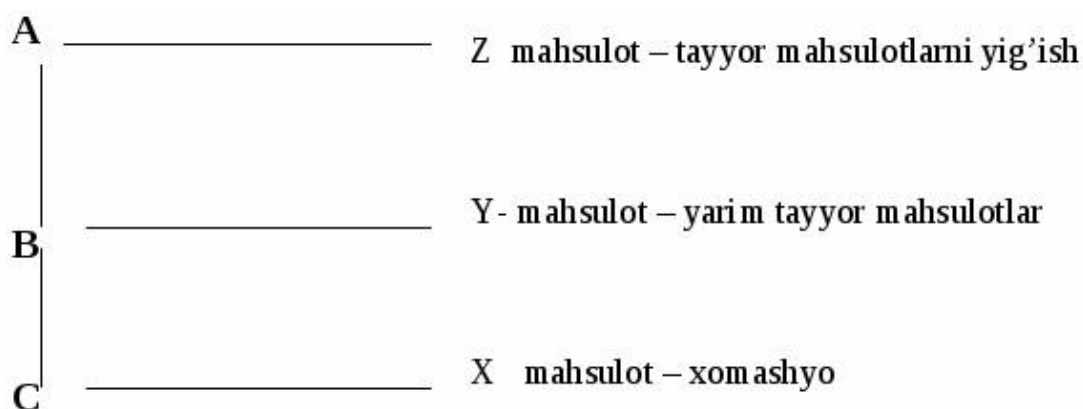 A Z mahsulot – tayyor mahsulotlarni yig’ish
B Y- mahsulot – yarim tayyor mahsulotlar
C X mahsulot – xomashyo